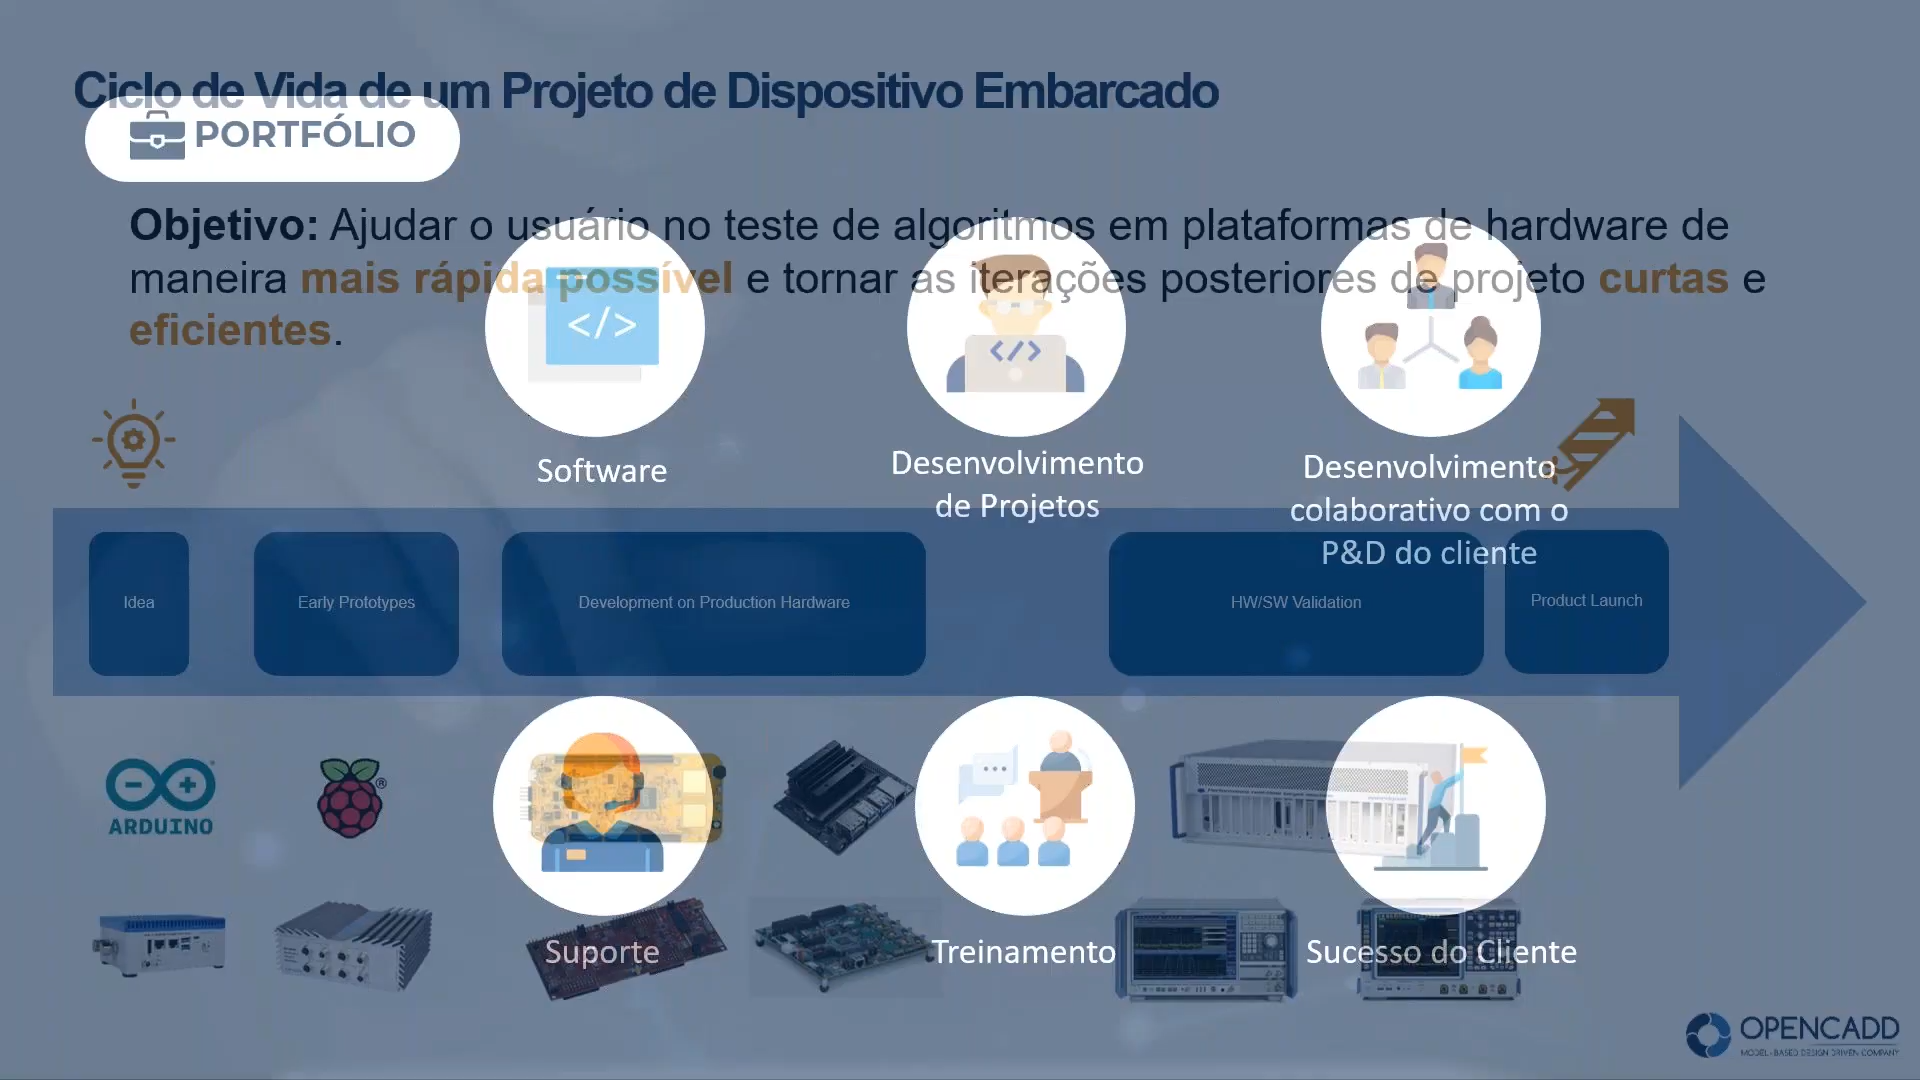 Ciclo de Vida de um Projeto de Dispositivo Embarcado
PORTFÓLIO
Objetivo: Ajudar o usuário no teste de algoritmos em plataformas de hardware de
maneira mais rápida possível e tornar as iterações posteriores de projeto curtas e
eficientes.
</>
</>
Software
Desenvolvimento
de Projetos
Desenvolvimento
colaborativo com o
P&D do cliente
Idea
Early Prototypes
Development on Production Hardware
HW/SW Validation
Product Launch
ARDUINO
®
Suporte
Treinamento
Sucesso do Cliente
OPENCADD
MODEL-BASED DESIGN DRIVEN COMPANY